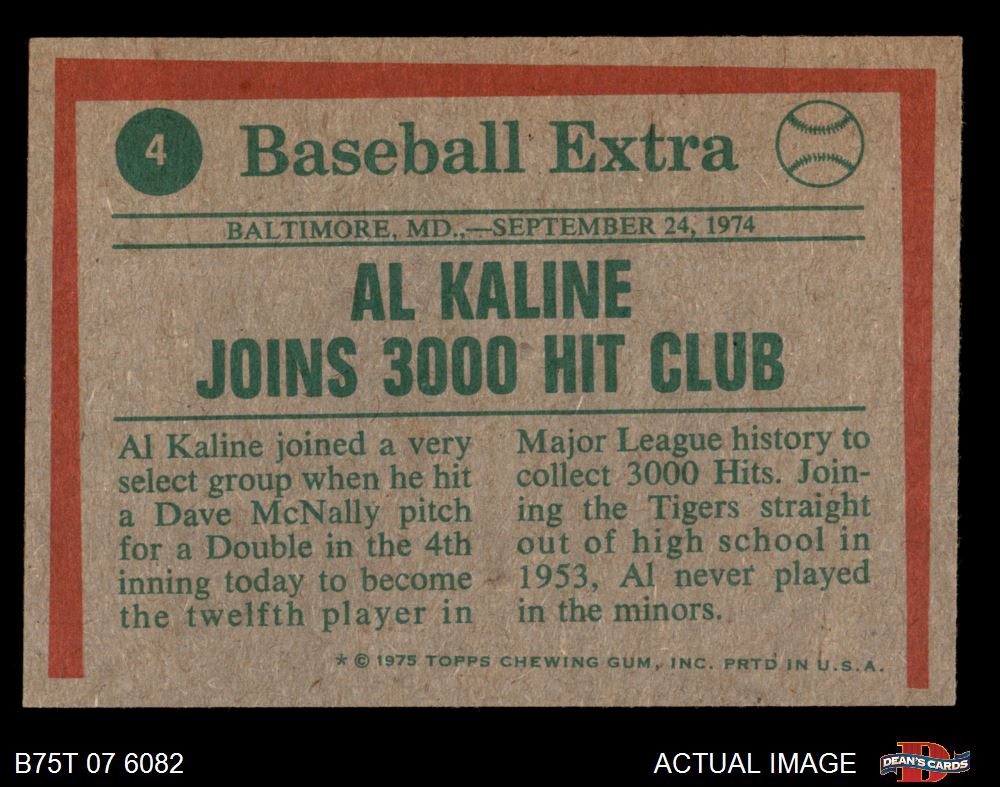 4
Baseball Extra
BALTIMORE, MD.,—SEPTEMBER 24, 1974
AL KALINE
JOINS 3000 HIT CLUB
Al Kaline joined a very
select group when he hit
a Dave McNally pitch
for a Double in the 4th
inning today to become
the twelfth player in
Major League history to
collect 3000 Hits. Join-
ing the Tigers straight
out of high school in
1953, Al never played
in the minors.
* © 1975 TOPPS CHEWING GUM, INC. PRTD IN U.S.A.
B75T 07 6082
ACTUAL IMAGE
D
DEAN'S CARDS